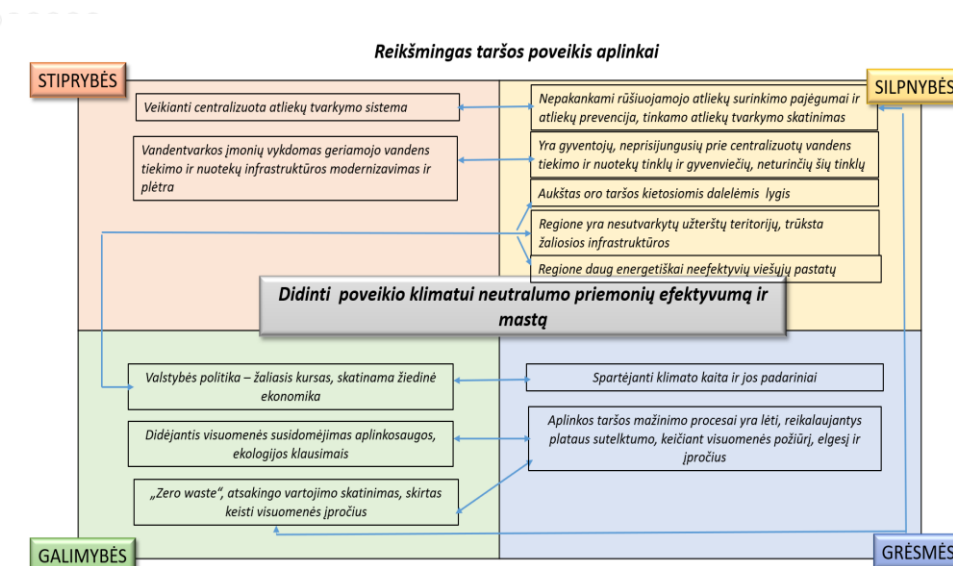 Reikšmingas taršos poveikis aplinkai
STIPRYBĖS
SILPNYBĖS
Veikianti centralizuota atliekų tvarkymo sistema
Nepakankami rūšiuojamojo atliekų surinkimo pajėgumai ir
atliekų prevencija, tinkamo atliekų tvarkymo skatinimas
Vandentvarkos įmonių vykdomas geriamojo vandens
tiekimo ir nuotekų infrastruktūros modernizavimas ir
plėtra
Yra gyventojų, neprisijungusių prie centralizuotų vandens
tiekimo ir nuotekų tinklų ir gyvenviečių, neturinčių šių tinklų
Aukštas oro taršos kietosiomis dalelėmis lygis
Regione yra nesutvarkytų užterštų teritorijų, trūksta
žaliosios infrastruktūros
Regione daug energetiškai neefektyvių viešųjų pastatų
Didinti poveikio klimatui neutralumo priemonių efektyvumą ir
mastą
Valstybės politika – žaliasis kursas, skatinama žiedinė
ekonomika
Spartėjanti klimato kaita ir jos padariniai
Didėjantis visuomenės susidomėjimas aplinkosaugos,
ekologijos klausimais
Aplinkos taršos mažinimo procesai yra lėti, reikalaujantys
plataus sutelktumo, keičiant visuomenės požiūrį, elgesį ir
įpročius
„Zero waste“, atsakingo vartojimo skatinimas, skirtas
keisti visuomenės įpročius
GALIMYBĖS
GRĖSMĖS